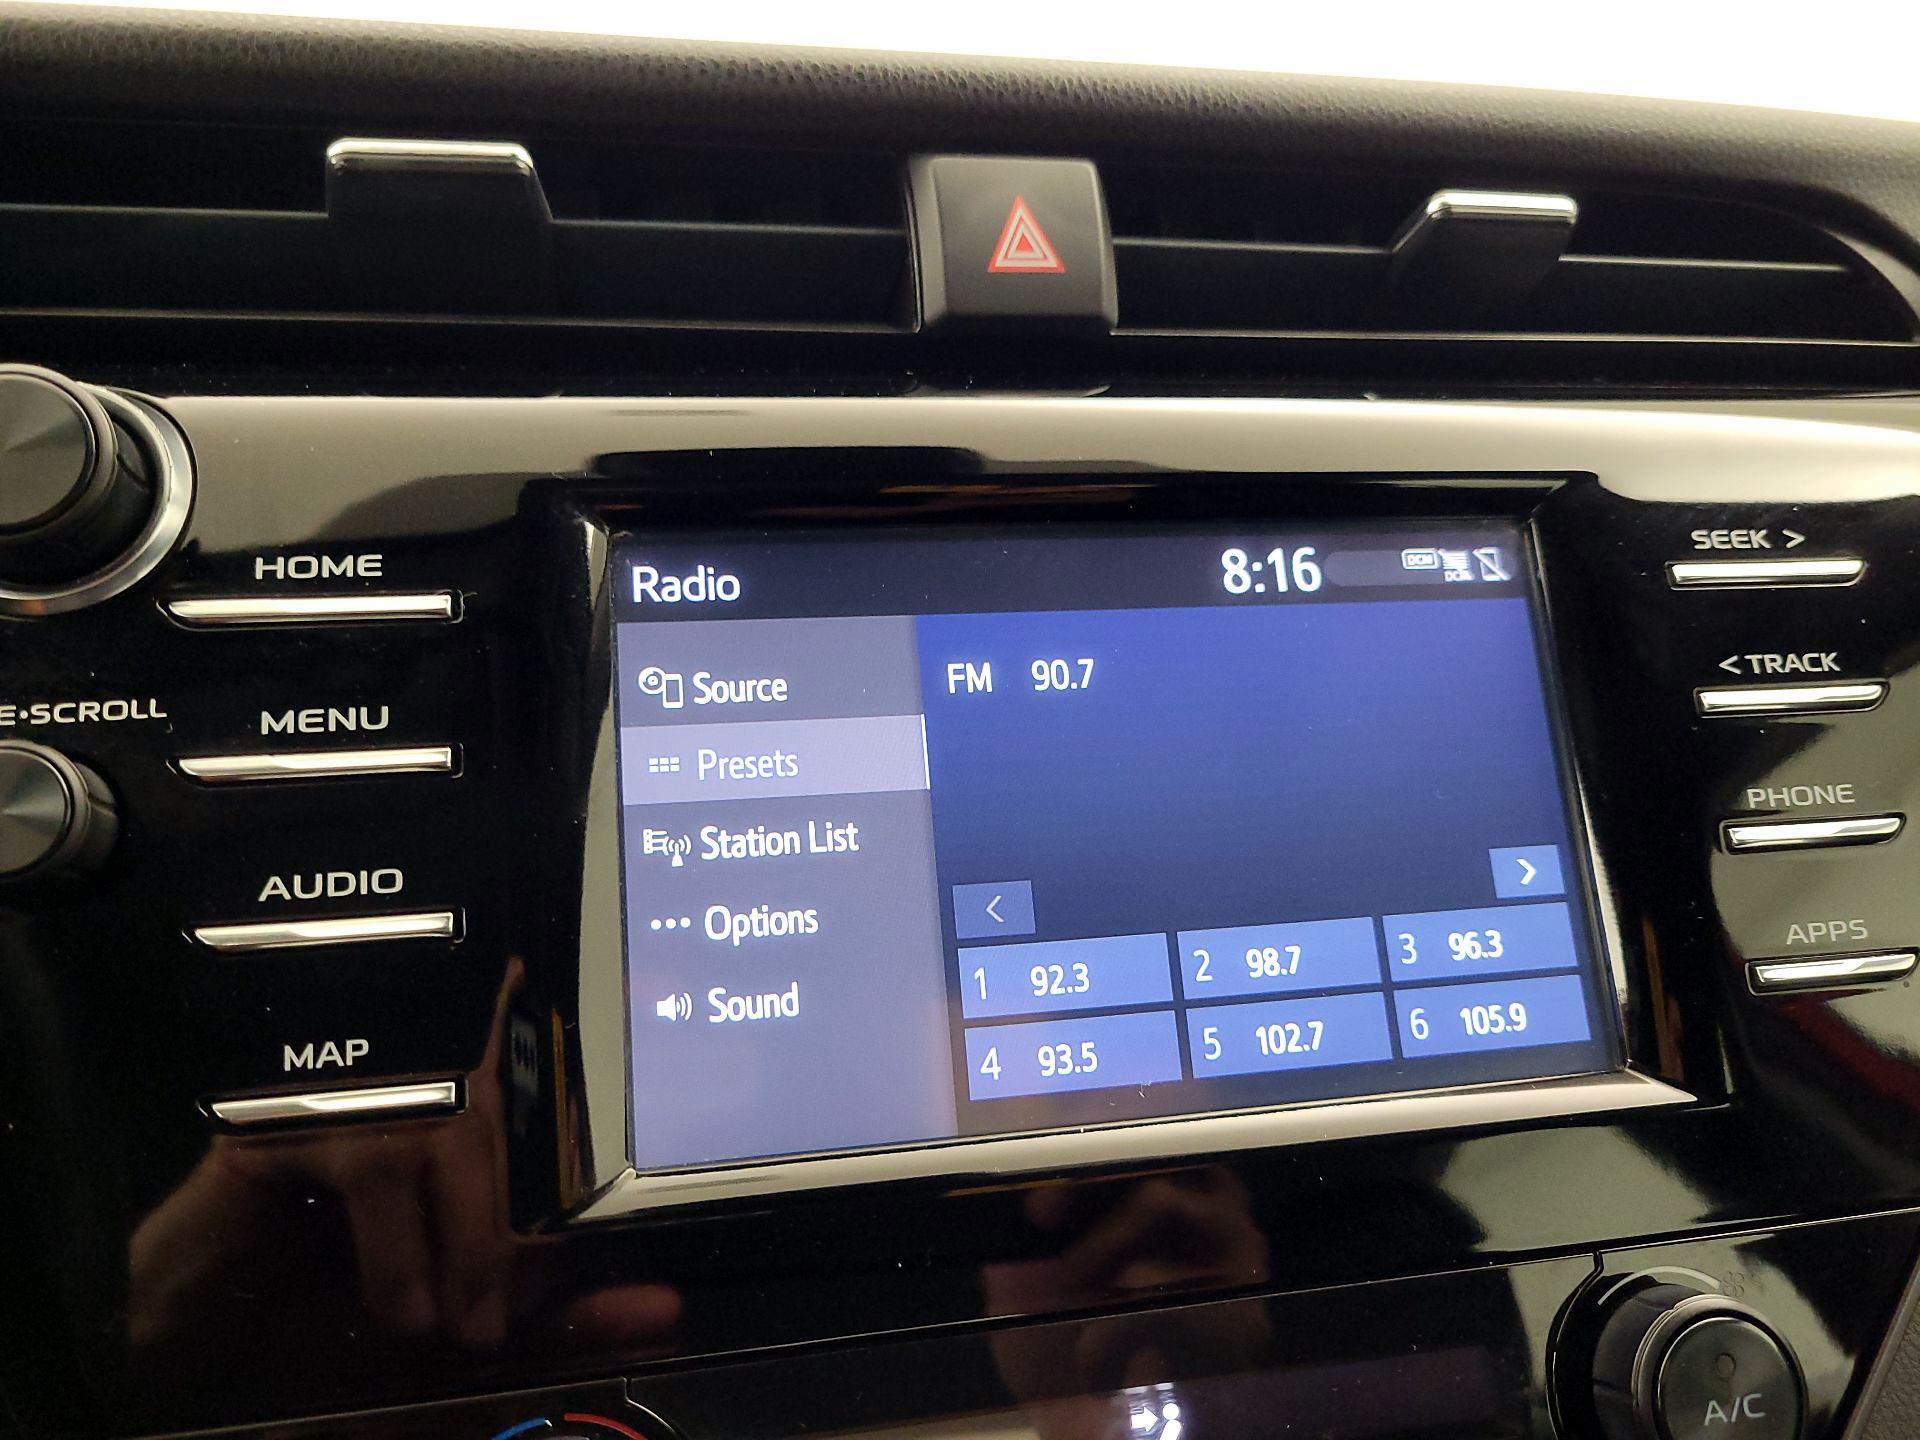 HOME
E•SCROLL
MENU
AUDIO
MAP
Radio
8:16
DCM
DCM
Source
Presets
Station List
Options
Sound
FM 90.7
<
>
1 92.3
2 98.7
3 96.3
4 93.5
5 102.7
6 105.9
SEEK >
< TRACK
PHONE
APPS
A/C